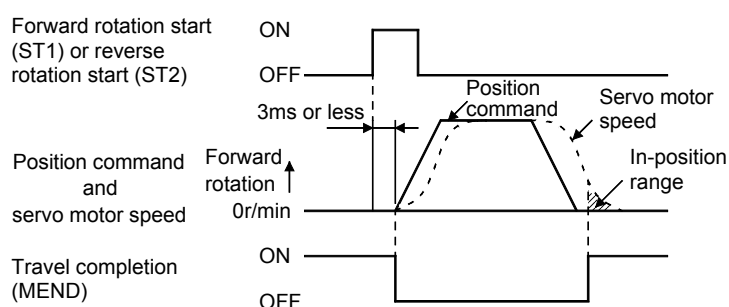 Forward rotation start
(ST1) or reverse
rotation start (ST2)
ON
OFF
3ms or less
Position
command
Servo motor
speed
In-position
range
Position command
and
servo motor speed
Forward
rotation
0r/min
Travel completion
(MEND)
ON
OFF